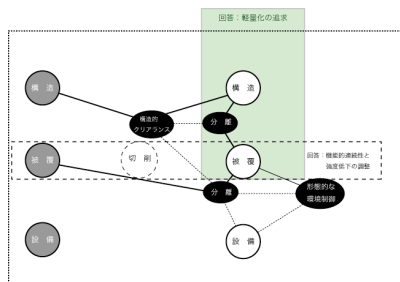 回答：軽量化の追求
構 造
構造的
クリアランス
分 離
構 造
被 覆
切 削
被 覆
回答：機能的連続性と
強度低下の調整
分 離
形態的な
環境制御
設 備
設 備